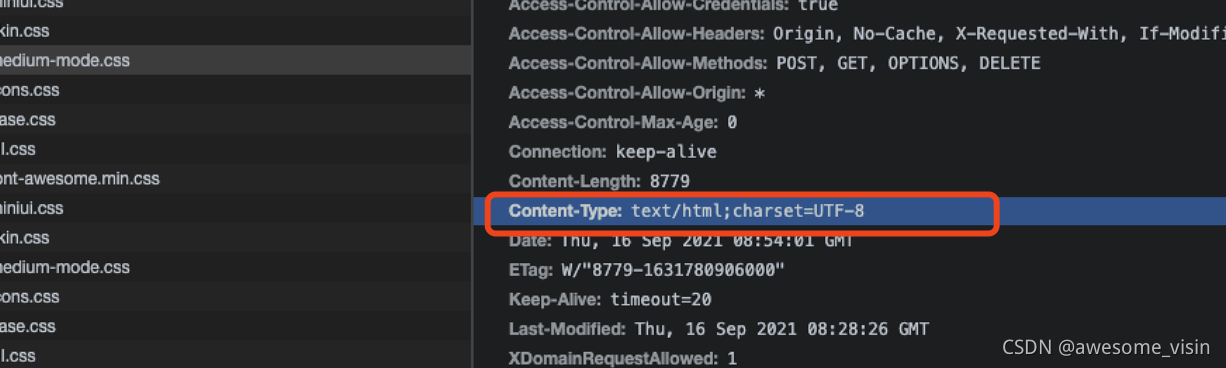 miniui.css
kin.css
medium-mode.css
cons.css
ase.css
l.css
ont-awesome.min.css
miniui.css
kin.css
medium-mode.css
cons.css
ase.css
l.css
Access-Control-Allow-Credentials: true
Access-Control-Allow-Headers: Origin, No-Cache, X-Requested-With, If-Modifi
Access-Control-Allow-Methods: POST, GET, OPTIONS, DELETE
Access-Control-Allow-Origin: *
Access-Control-Max-Age: 0
Connection: keep-alive
Content-Length: 8779
Content-Type: text/html;charset=UTF-8
Date: Thu, 16 Sep 2021 08:54:01 GMT
ETag: W/"8779-1631780906000"
Keep-Alive: timeout=20
Last-Modified: Thu, 16 Sep 2021 08:28:26 GMT
XDomainRequestAllowed: 1
CSDN @awesome_visin